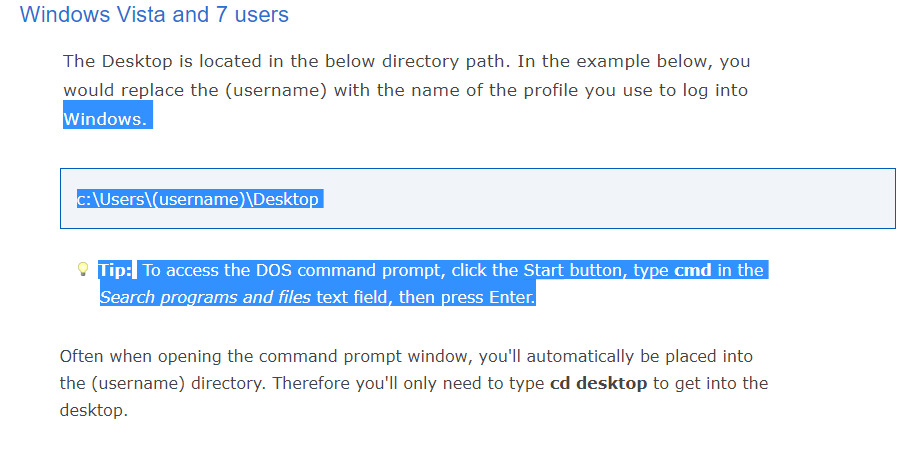 Windows Vista and 7 users
The Desktop is located in the below directory path. In the example below, you
would replace the (username) with the name of the profile you use to log into
Windows.
c:\Users\(username)\Desktop
Tip: To access the DOS command prompt, click the Start button, type cmd in the
Search programs and files text field, then press Enter.
Often when opening the command prompt window, you'll automatically be placed into
the (username) directory. Therefore you'll only need to type cd desktop to get into the
desktop.